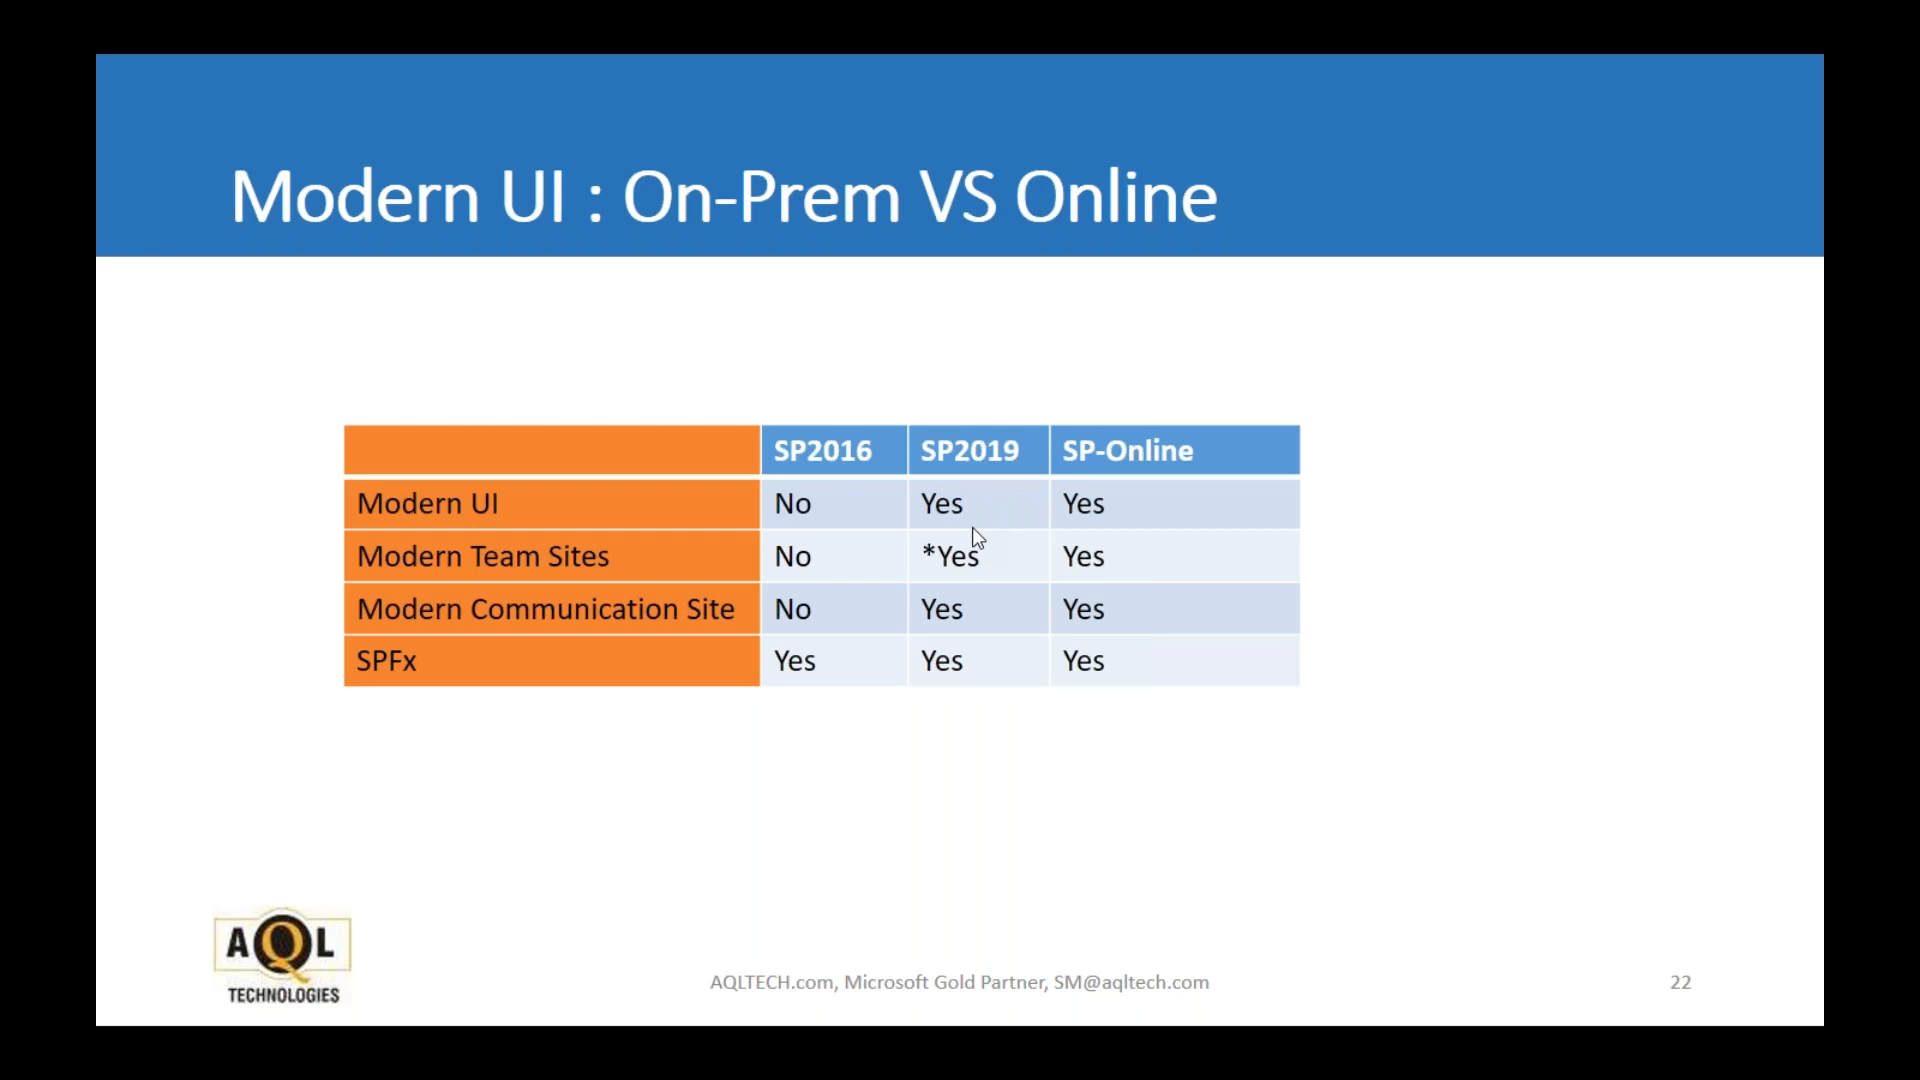 Modern UI : On-Prem VS Online
SP2016 SP2019 SP-Online
Modern UI No Yes Yes
Modern Team Sites No *Yes Yes
Modern Communication Site No Yes Yes
SPFx Yes Yes Yes
AQL
TECHNOLOGIES
AQLTECH.com, Microsoft Gold Partner, SM@aqltech.com
22